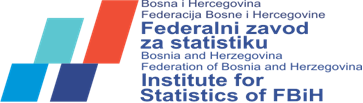 Bosna i Hercegovina
Federacija Bosne i Hercegovine
Federalni zavod
za statistiku
Bosnia and Herzegovina
Federation of Bosnia and Herzegovina
Institute for
Statistics of FBiH